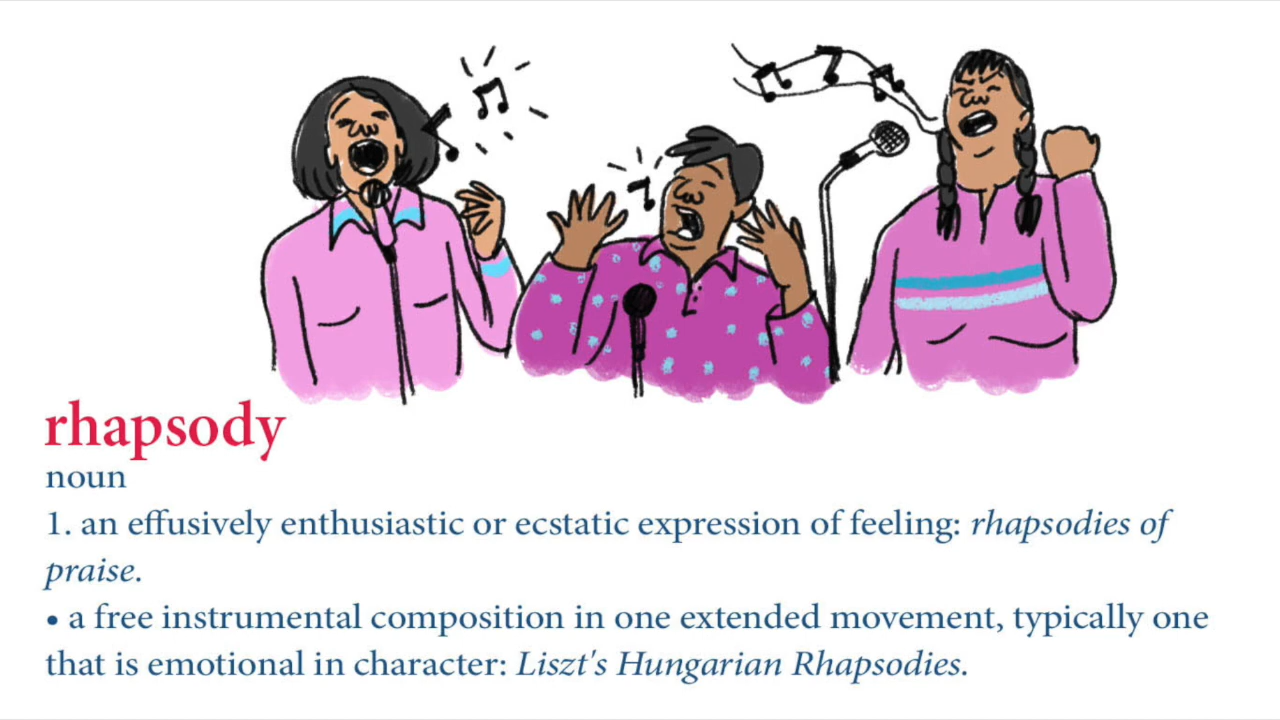 rhapsody
noun
1. an effusively enthusiastic or ecstatic expression of feeling: rhapsodies of
praise.
• a free instrumental composition in one extended movement, typically one
that is emotional in character: Liszt's Hungarian Rhapsodies.